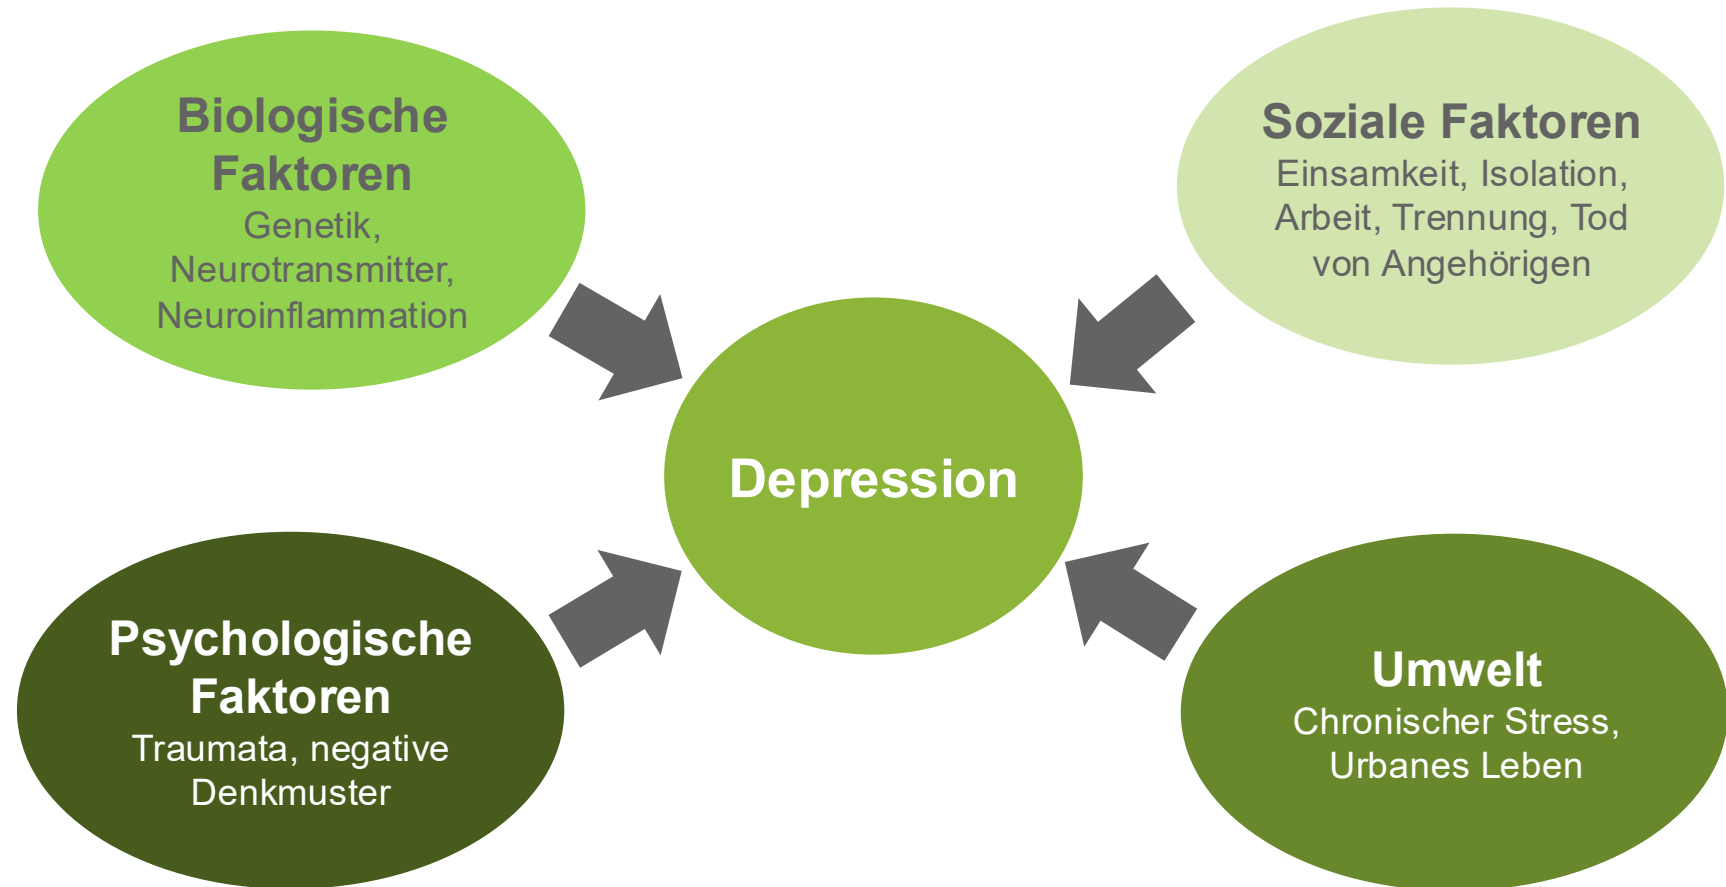 Biologische
Faktoren
Genetik,
Neurotransmitter,
Neuroinflammation
Soziale Faktoren
Einsamkeit, Isolation,
Arbeit, Trennung, Tod
von Angehörigen
Depression
Psychologische
Faktoren
Traumata, negative
Denkmuster
Umwelt
Chronischer Stress,
Urbanes Leben